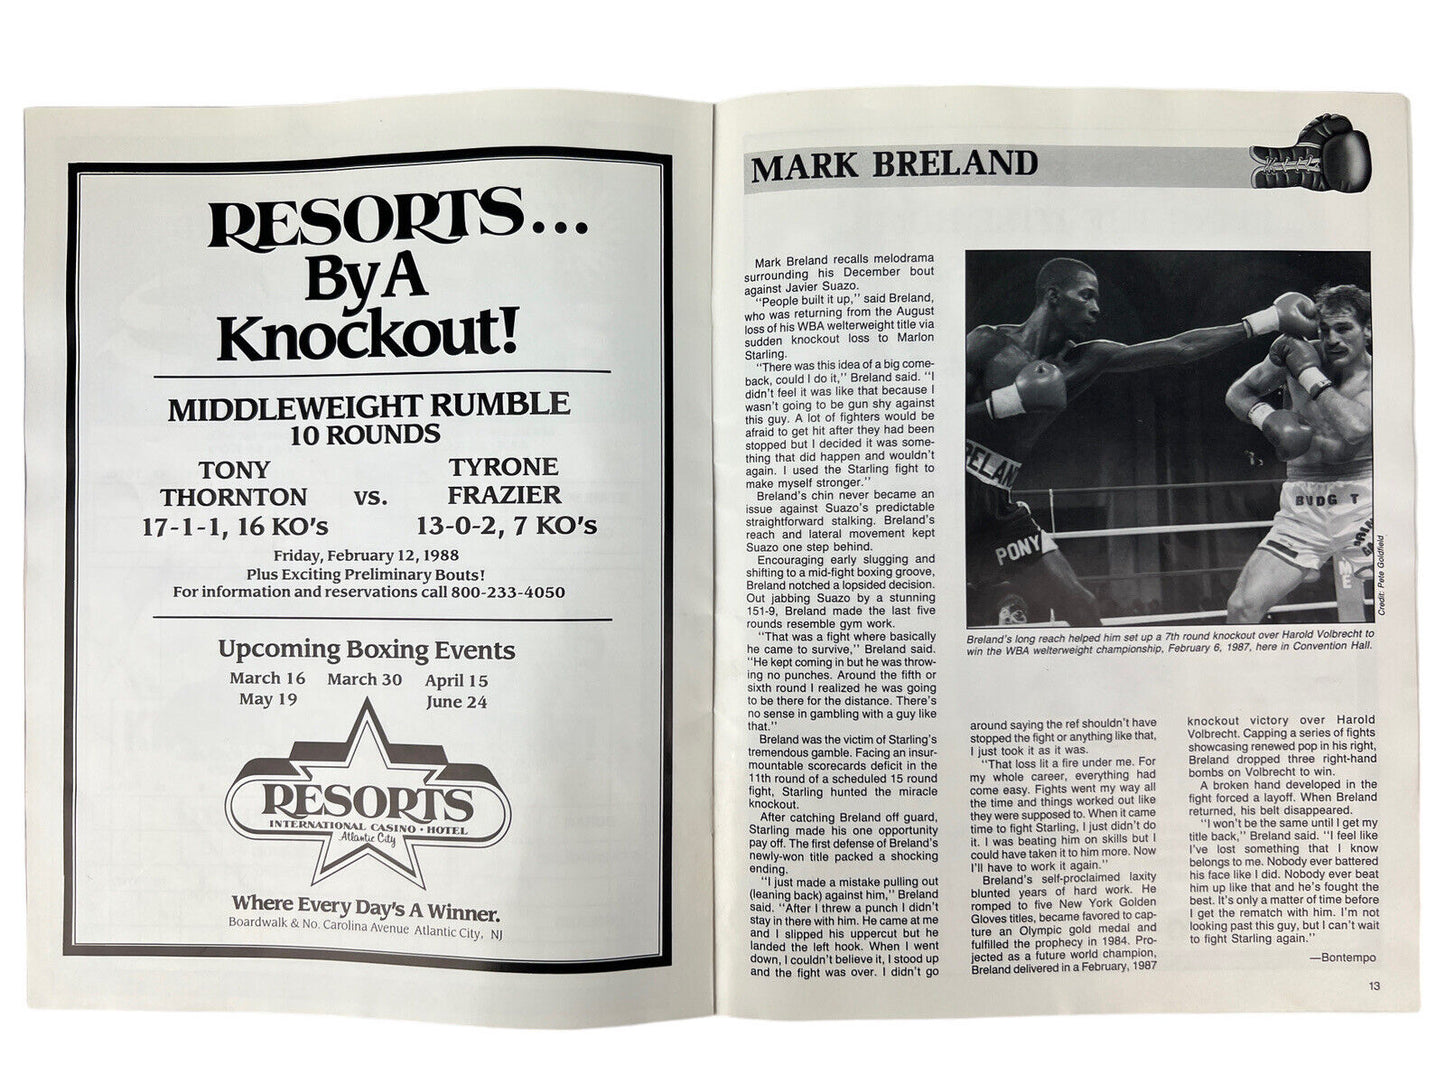 RESORTS...
By A
Knockout!
MIDDLEWEIGHT RUMBLE
10 ROUNDS
TONY
THORNTON
17-1-1, 16 KO's
vs.
TYRONE
FRAZIER
13-0-2, 7 KO's
Friday, February 12, 1988
Plus Exciting Preliminary Bouts!
For information and reservations call 800-233-4050
Upcoming Boxing Events
March 16 March 30 April 15
May 19 June 24
RESORTS
INTERNATIONAL CASINO • HOTEL
Atlantic City
Where Every Day's A Winner.
Boardwalk & No. Carolina Avenue Atlantic City, NJ
MARK BRELAND
Mark Breland recalls melodrama
surrounding his December bout
against Javier Suazo.
"People built it up," said Breland,
who was returning from the August
loss of his WBA welterweight title via
sudden knockout loss to Marlon
Starling.
"There was this idea of a big come-
back, could I do it," Breland said. "I
didn't feel it was like that because I
wasn't going to be gun shy against
this guy. A lot of fighters would be
afraid to get hit after they had been
stopped but I decided it was some-
thing that did happen and wouldn't
again. I used the Starling fight to
make myself stronger."
Breland's chin never became an
issue against Suazo's predictable
straightforward stalking. Breland's
reach and lateral movement kept
Suazo one step behind.
Encouraging early slugging and
shifting to a mid-fight boxing groove,
Breland notched a lopsided decision.
Out jabbing Suazo by a stunning
151-9, Breland made the last five
rounds resemble gym work.
"That was a fight where basically
he came to survive," Breland said.
"He kept coming in but he was throw-
ing no punches. Around the fifth or
sixth round I realized he was going
to be there for the distance. There's
no sense in gambling with a guy like
that."
Breland was the victim of Starling's
tremendous gamble. Facing an insur-
mountable scorecards deficit in the
11th round of a scheduled 15 round
fight, Starling hunted the miracle
knockout.
After catching Breland off guard,
Starling made his one opportunity
pay off. The first defense of Breland's
newly-won title packed a shocking
ending.
"I just made a mistake pulling out
(leaning back) against him," Breland
said. "After I threw a punch I didn't
stay in there with him. He came at me
and I slipped his uppercut but he
landed the left hook. When I went
down, I couldn't believe it, I stood up
and the fight was over. I didn't go
RELAN
PONY
BUDG T
ME
Credit: Pete Goldfield
Breland's long reach helped him set up a 7th round knockout over Harold Volbrecht to
win the WBA welterweight championship, February 6, 1987, here in Convention Hall.
around saying the ref shouldn't have
stopped the fight or anything like that,
I just took it as it was.
"That loss lit a fire under me. For
my whole career, everything had
come easy. Fights went my way all
the time and things worked out like
they were supposed to. When it came
time to fight Starling, I just didn't do
it. I was beating him on skills but I
could have taken it to him more. Now
I'll have to work it again."
Breland's self-proclaimed laxity
blunted years of hard work. He
romped to five New York Golden
Gloves titles, became favored to cap-
ture an Olympic gold medal and
fulfilled the prophecy in 1984. Pro-
jected as a future world champion,
Breland delivered in a February, 1987
knockout victory over Harold
Volbrecht. Capping a series of fights
showcasing renewed pop in his right,
Breland dropped three right-hand
bombs on Volbrecht to win.
A broken hand developed in the
fight forced a layoff. When Breland
returned, his belt disappeared.
"I won't be the same until I get my
title back," Breland said. "I feel like
I've lost something that I know
belongs to me. Nobody ever battered
his face like I did. Nobody ever beat
him up like that and he's fought the
best. It's only a matter of time before
I get the rematch with him. I'm not
looking past this guy, but I can't wait
to fight Starling again."
—Bontempo
13